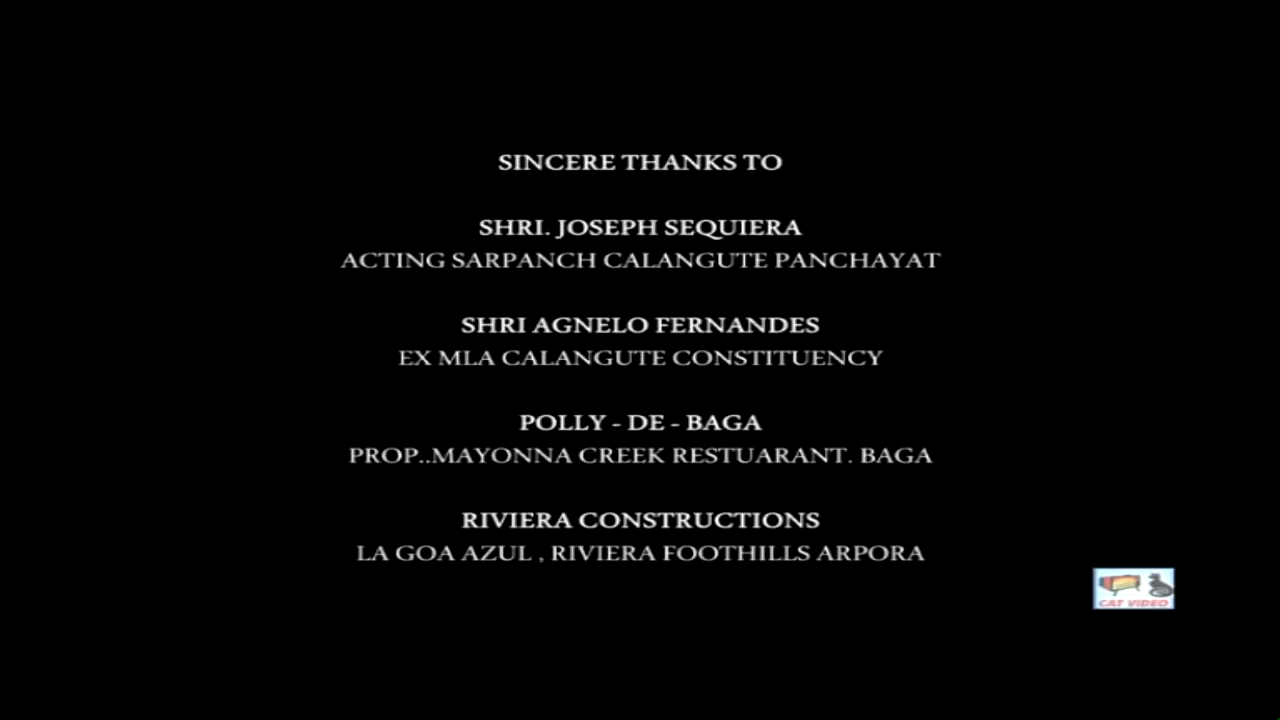 SINCERE THANKS TO
SHRI. JOSEPH SEQUIERA
ACTING SARPANCH CALANGUTE PANCHAYAT
SHRI AGNELO FERNANDES
EX MLA CALANGUTE CONSTITUENCY
POLLY - DE - BAGA
PROP..MAYONNA CREEK RESTUARANT. BAGA
RIVIERA CONSTRUCTIONS
LA GOA AZUL , RIVIERA FOOTHILLS ARPORA
CAT VIDEO